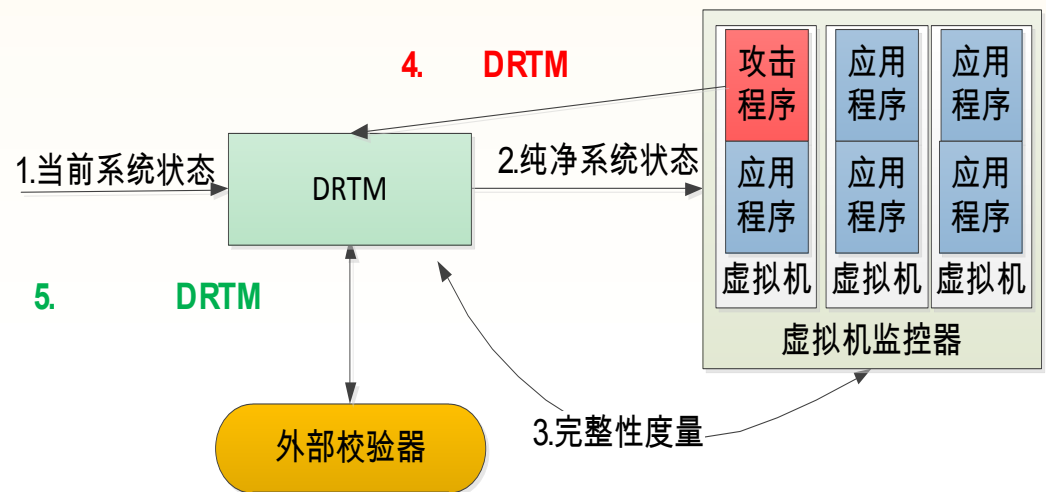 4. DRTM
1.当前系统状态
DRTM
2.纯净系统状态
5. DRTM
外部校验器
3.完整性度量
攻击
程序
应用
程序
应用
程序
应用
程序
应用
程序
应用
程序
虚拟机
虚拟机
虚拟机
虚拟机监控器